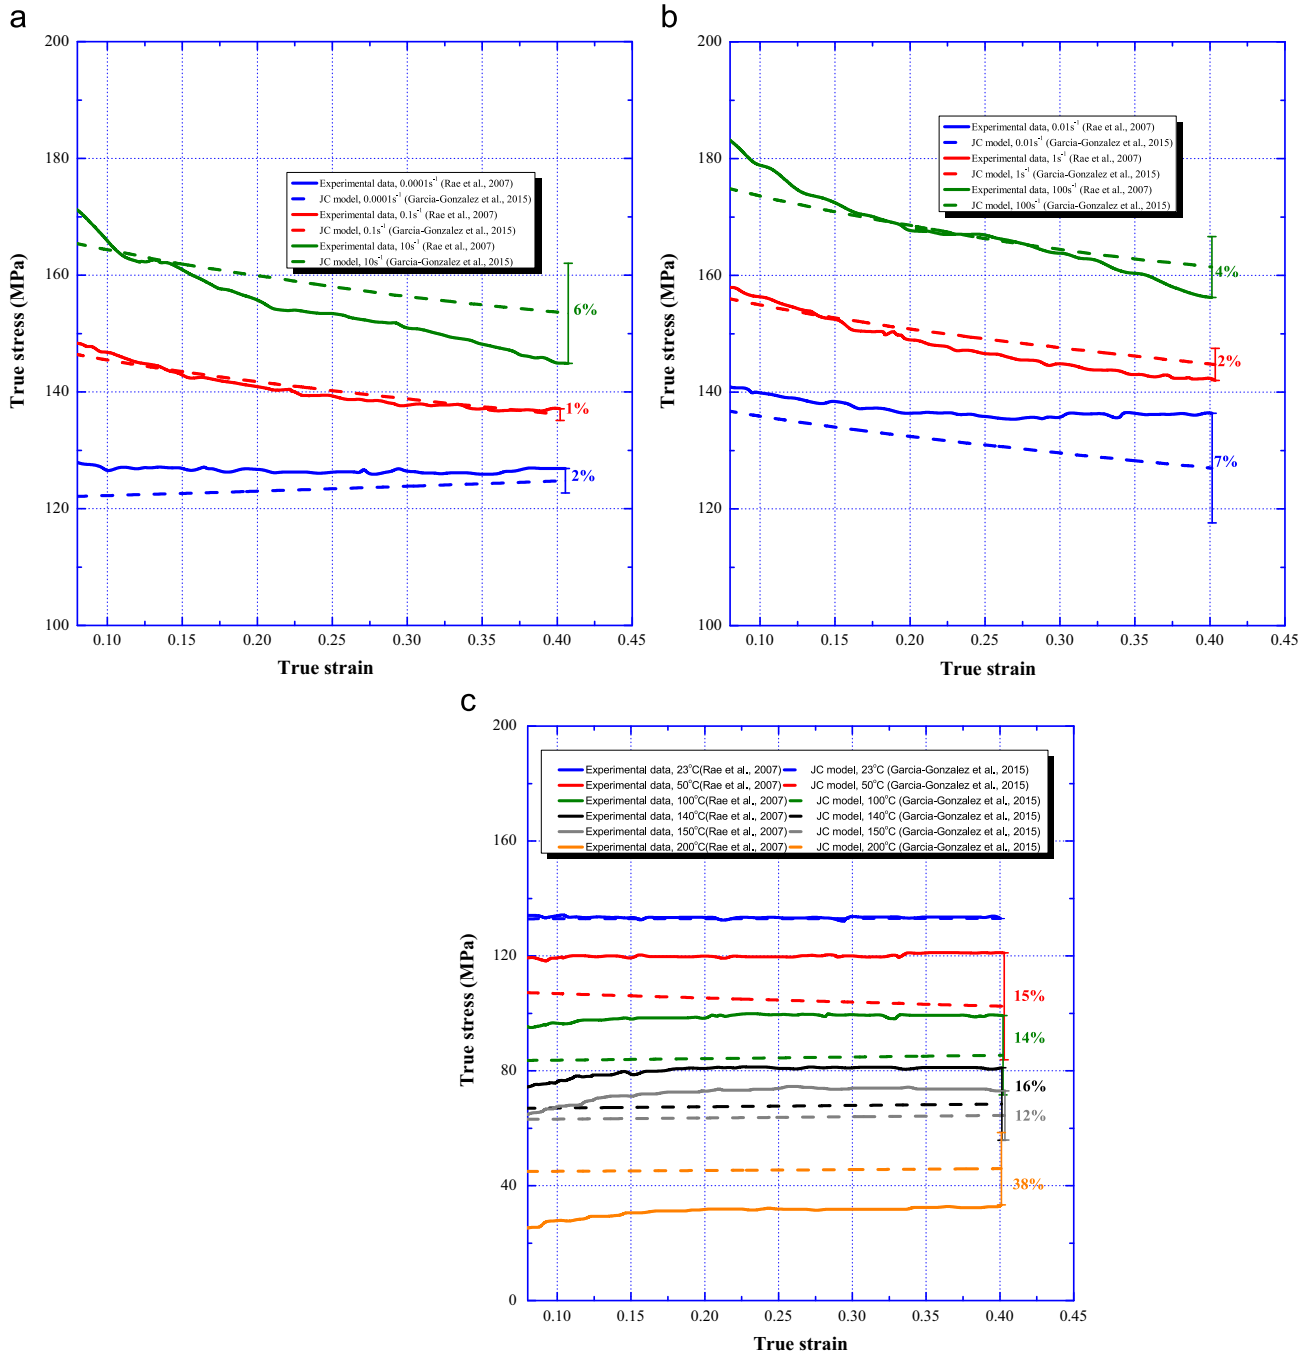 a
200
180
160
140
120
100
True stress (MPa)
Experimental data, 0.0001s⁻¹ (Rae et al., 2007)
JC model, 0.0001s⁻¹ (Garcia-Gonzalez et al., 2015)
Experimental data, 0.1s⁻¹ (Rae et al., 2007)
JC model, 0.1s⁻¹ (Garcia-Gonzalez et al., 2015)
Experimental data, 10s⁻¹ (Rae et al., 2007)
JC model, 10s⁻¹ (Garcia-Gonzalez et al., 2015)
6%
1%
2%
0.10 0.15 0.20 0.25 0.30 0.35 0.40 0.45
True strain
b
200
180
160
140
120
100
True stress (MPa)
Experimental data, 0.01s⁻¹ (Rae et al., 2007)
JC model, 0.01s⁻¹ (Garcia-Gonzalez et al., 2015)
Experimental data, 1s⁻¹ (Rae et al., 2007)
JC model, 1s⁻¹ (Garcia-Gonzalez et al., 2015)
Experimental data, 100s⁻¹ (Rae et al., 2007)
JC model, 100s⁻¹ (Garcia-Gonzalez et al., 2015)
4%
2%
7%
0.10 0.15 0.20 0.25 0.30 0.35 0.40 0.45
True strain
c
200
160
120
80
40
0
True stress (MPa)
Experimental data, 23°C(Rae et al., 2007) JC model, 23°C (Garcia-Gonzalez et al., 2015)
Experimental data, 50°C(Rae et al., 2007) JC model, 50°C (Garcia-Gonzalez et al., 2015)
Experimental data, 100°C(Rae et al., 2007) JC model, 100°C (Garcia-Gonzalez et al., 2015)
Experimental data, 140°C(Rae et al., 2007) JC model, 140°C (Garcia-Gonzalez et al., 2015)
Experimental data, 150°C(Rae et al., 2007) JC model, 150°C (Garcia-Gonzalez et al., 2015)
Experimental data, 200°C(Rae et al., 2007) JC model, 200°C (Garcia-Gonzalez et al., 2015)
15%
14%
16%
12%
38%
0.10 0.15 0.20 0.25 0.30 0.35 0.40 0.45
True strain